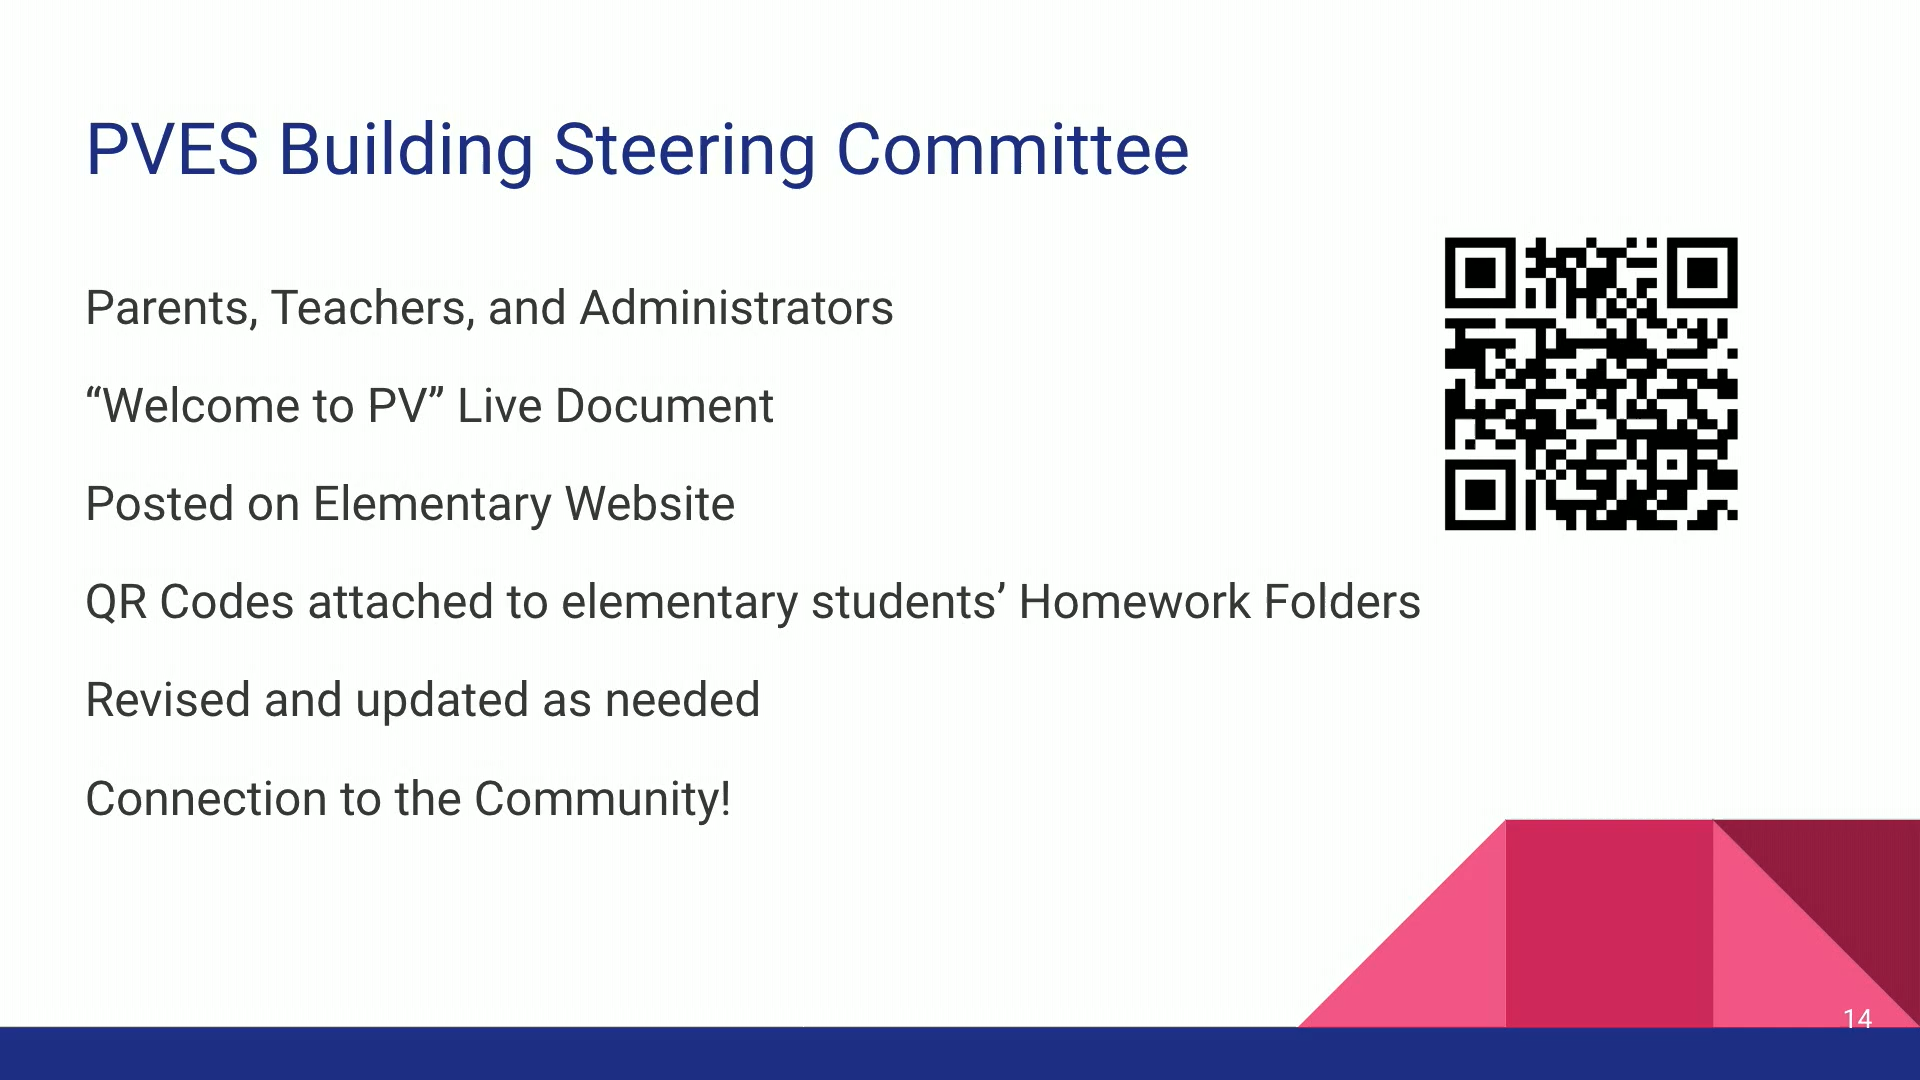 PVES Building Steering Committee
Parents, Teachers, and Administrators
“Welcome to PV” Live Document
Posted on Elementary Website
QR Codes attached to elementary students’ Homework Folders
Revised and updated as needed
Connection to the Community!
14